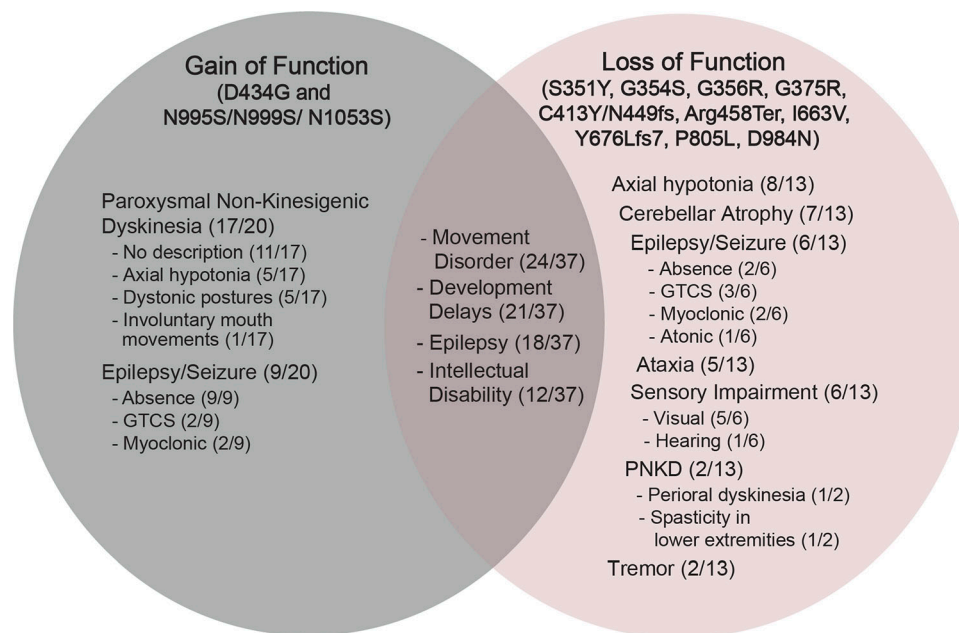 Gain of Function
(D434G and
N995S/N999S/ N1053S)
Paroxysmal Non-Kinesigenic
Dyskinesia (17/20)
- No description (11/17)
- Axial hypotonia (5/17)
- Dystonic postures (5/17)
- Involuntary mouth
movements (1/17)
Epilepsy/Seizure (9/20)
- Absence (9/9)
- GTCS (2/9)
- Myoclonic (2/9)
- Movement
Disorder (24/37)
- Development
Delays (21/37)
- Epilepsy (18/37)
- Intellectual
Disability (12/37)
Loss of Function
(S351Y, G354S, G356R, G375R,
C413Y/N449fs, Arg458Ter, I663V,
Y676Lfs7, P805L, D984N)
Axial hypotonia (8/13)
Cerebellar Atrophy (7/13)
Epilepsy/Seizure (6/13)
- Absence (2/6)
- GTCS (3/6)
- Myoclonic (2/6)
- Atonic (1/6)
Ataxia (5/13)
Sensory Impairment (6/13)
- Visual (5/6)
- Hearing (1/6)
PNKD (2/13)
- Perioral dyskinesia (1/2)
- Spasticity in
lower extremities (1/2)
Tremor (2/13)